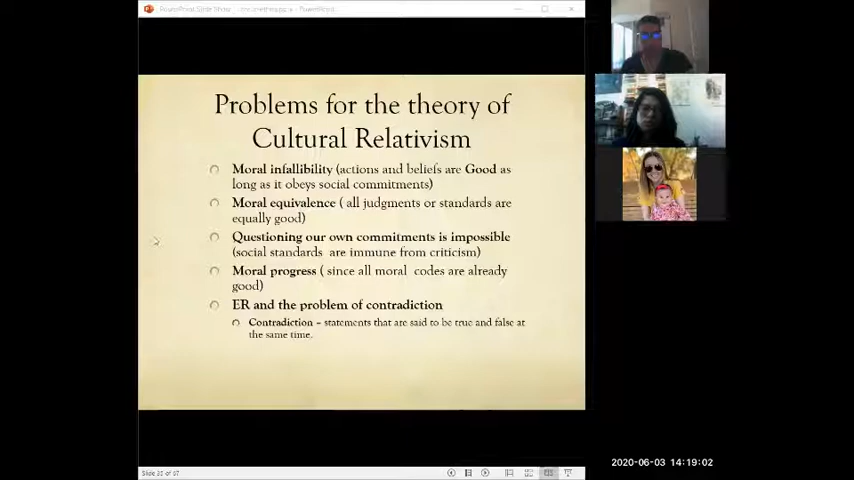 PowerPoint Slide Show
PowerPoint
Problems for the theory of
Cultural Relativism
Moral infallibility (actions and beliefs are Good as
long as it obeys social commitments)
Moral equivalence ( all judgments or standards are
equally good)
Questioning our own commitments is impossible
(social standards are immune from criticism)
Moral progress ( since all moral codes are already
good)
ER and the problem of contradiction
Contradiction – statements that are said to be true and false at
the same time.
2020-06-03 14:19:02